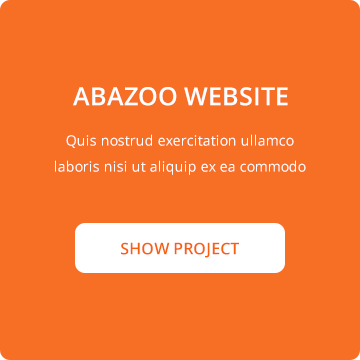 ABAZOO WEBSITE
Quis nostrud exercitation ullamco
laboris nisi ut aliquip ex ea commodo
SHOW PROJECT